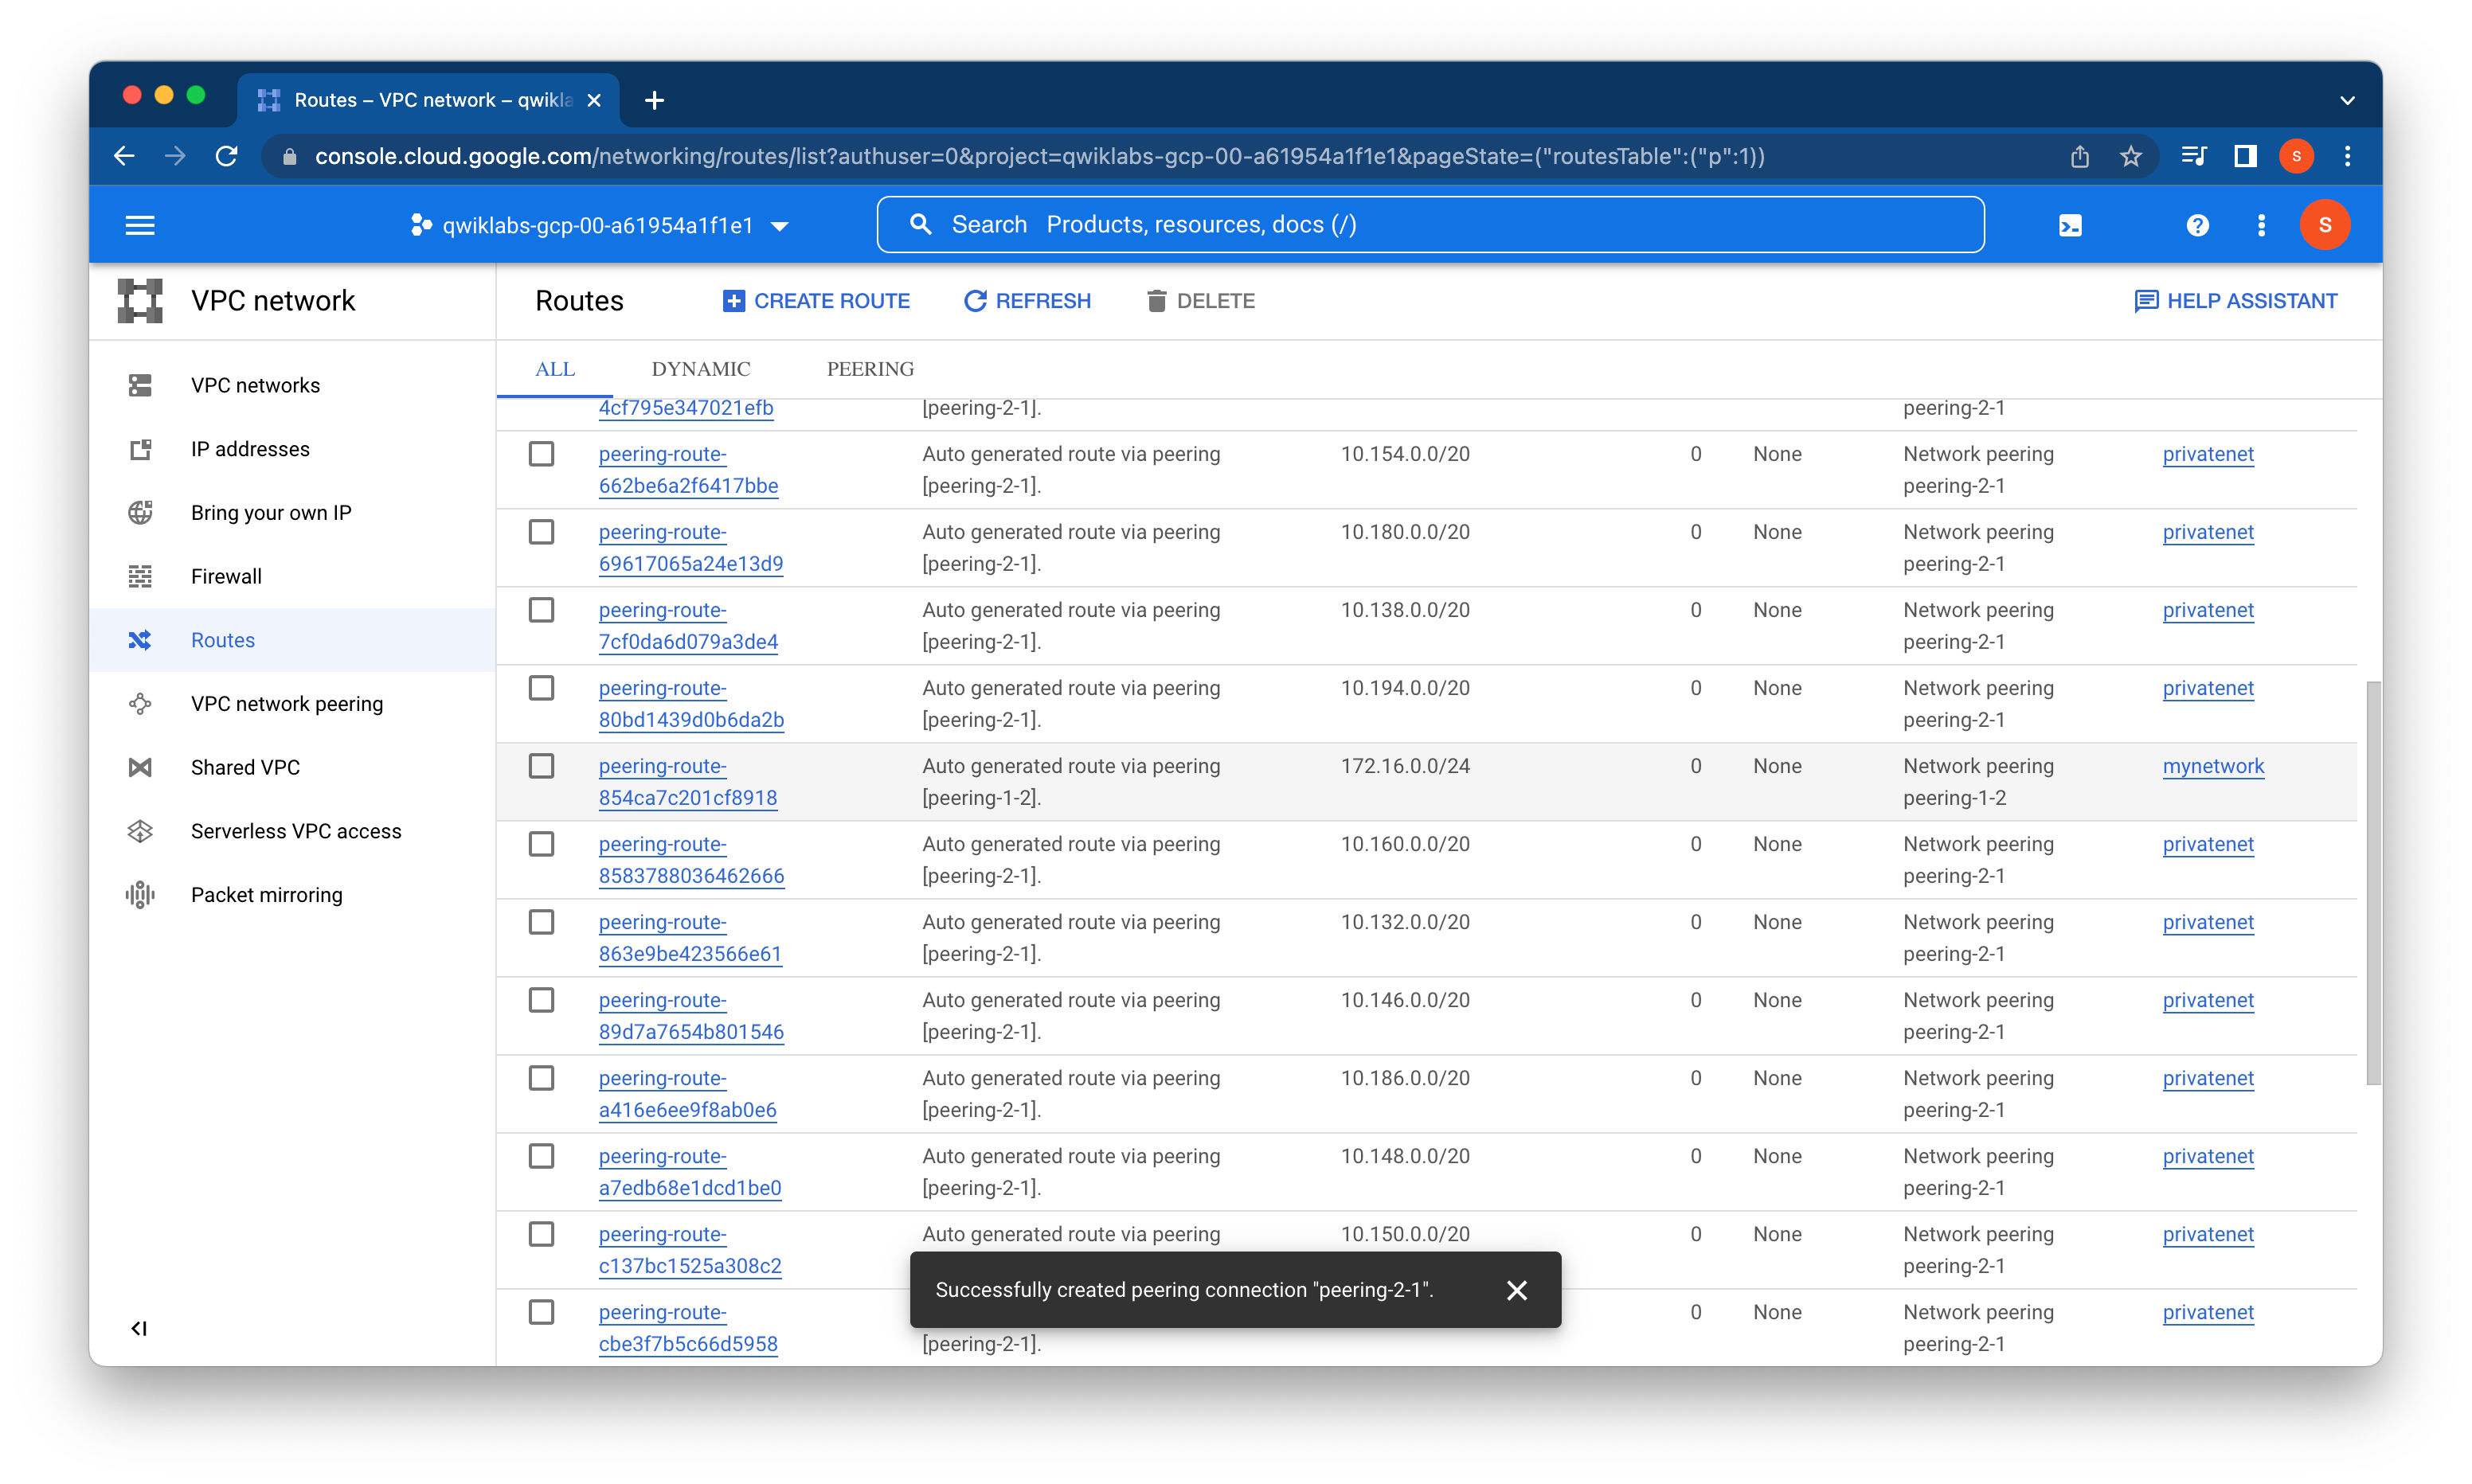 Routes – VPC network – qwikla
console.cloud.google.com/networking/routes/list?authuser=0&project=qwiklabs-gcp-00-a61954a1f1e1&pageState=("routesTable":("p":1))
S
qwiklabs-gcp-00-a61954a1f1e1
Search Products, resources, docs (/)
S
VPC network
VPC networks
IP addresses
Bring your own IP
Firewall
Routes
VPC network peering
Shared VPC
Serverless VPC access
Packet mirroring
Routes CREATE ROUTE REFRESH DELETE HELP ASSISTANT
ALL DYNAMIC PEERING
4cf795e347021efb [peering-2-1]. peering-2-1
peering-route- Auto generated route via peering 10.154.0.0/20 0 None Network peering privatenet
662be6a2f6417bbe [peering-2-1]. peering-2-1
peering-route- Auto generated route via peering 10.180.0.0/20 0 None Network peering privatenet
69617065a24e13d9 [peering-2-1]. peering-2-1
peering-route- Auto generated route via peering 10.138.0.0/20 0 None Network peering privatenet
7cf0da6d079a3de4 [peering-2-1]. peering-2-1
peering-route- Auto generated route via peering 10.194.0.0/20 0 None Network peering privatenet
80bd1439d0b6da2b [peering-2-1]. peering-2-1
peering-route- Auto generated route via peering 172.16.0.0/24 0 None Network peering mynetwork
854ca7c201cf8918 [peering-1-2]. peering-1-2
peering-route- Auto generated route via peering 10.160.0.0/20 0 None Network peering privatenet
8583788036462666 [peering-2-1]. peering-2-1
peering-route- Auto generated route via peering 10.132.0.0/20 0 None Network peering privatenet
863e9be423566e61 [peering-2-1]. peering-2-1
peering-route- Auto generated route via peering 10.146.0.0/20 0 None Network peering privatenet
89d7a7654b801546 [peering-2-1]. peering-2-1
peering-route- Auto generated route via peering 10.186.0.0/20 0 None Network peering privatenet
a416e6ee9f8ab0e6 [peering-2-1]. peering-2-1
peering-route- Auto generated route via peering 10.148.0.0/20 0 None Network peering privatenet
a7edb68e1dcd1be0 [peering-2-1]. peering-2-1
peering-route- Auto generated route via peering 10.150.0.0/20 0 None Network peering privatenet
c137bc1525a308c2 peering-2-1
Successfully created peering connection "peering-2-1".
peering-route- 0 None Network peering privatenet
cbe3f7b5c66d5958 [peering-2-1]. peering-2-1